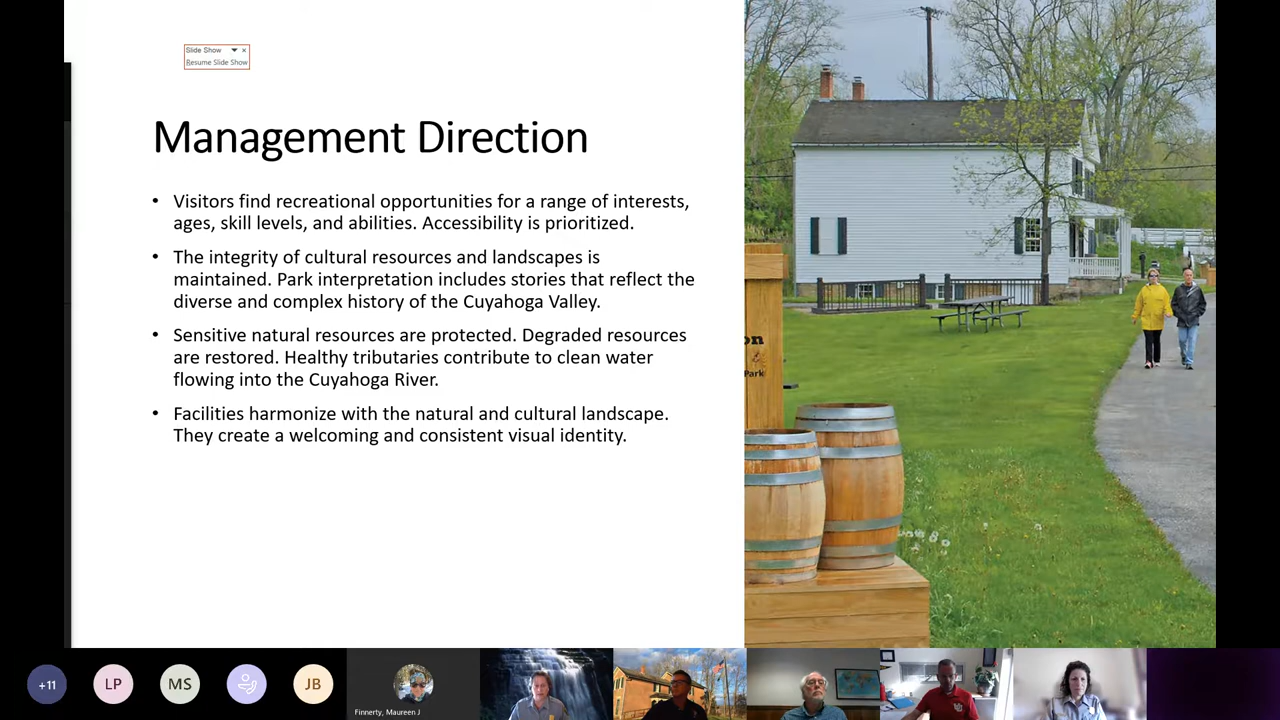 Slide Show
Resume Slide Show
Management Direction
• Visitors find recreational opportunities for a range of interests,
ages, skill levels, and abilities. Accessibility is prioritized.
• The integrity of cultural resources and landscapes is
maintained. Park interpretation includes stories that reflect the
diverse and complex history of the Cuyahoga Valley.
• Sensitive natural resources are protected. Degraded resources
are restored. Healthy tributaries contribute to clean water
flowing into the Cuyahoga River.
• Facilities harmonize with the natural and cultural landscape.
They create a welcoming and consistent visual identity.
on
Park
+11
LP
MS
JB
Finnerty, Maureen J